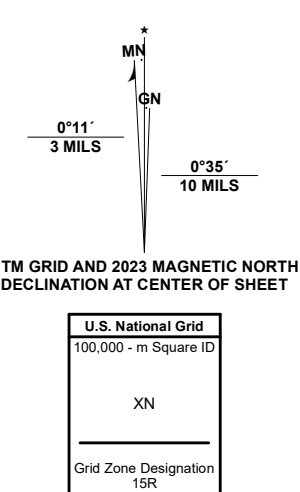 ★
MN
GN
0°11´
3 MILS
0°35´
10 MILS
TM GRID AND 2023 MAGNETIC NORTH
DECLINATION AT CENTER OF SHEET
U.S. National Grid
100,000 - m Square ID
XN
Grid Zone Designation
15R